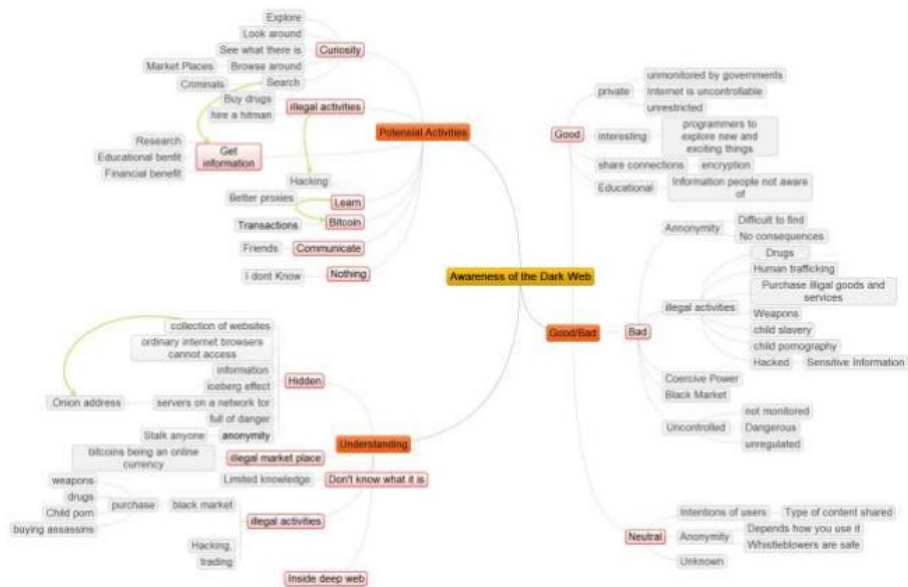 Awareness of the Dark Web
Potensial Activities
Curiosity
Explore
Look around
See what there is
Browse around
Market Places
Search
Criminals
illegal activities
Buy drugs
hire a hitman
Get
information
Research
Educational benfit
Financial benefit
Hacking
Learn
Better proxies
Bitcoin
Transactions
Communicate
Friends
Nothing
I dont Know
Understanding
Hidden
collection of websites
ordinary internet browsers
cannot access
information
iceberg effect
servers on a network tor
Onion address
full of danger
anonymity
Stalk anyone
illegal market place
bitcoins being an online
currency
Don't know what it is
Limited knowledge
illegal activities
black market
purchase
weapons
drugs
Child porn
buying assassins
Hacking,
trading
Inside deep web
Good/Bad
Good
private
unmonitored by governments
Internet is uncontrollable
unrestricted
interesting
programmers to
explore new and
exciting things
share connections
encryption
Educational
Information people not aware
of
Bad
Annonymity
Difficult to find
No consequences
illegal activities
Drugs
Human trafficking
Purchase illigal goods and
services
Weapons
child slavery
child pornography
Hacked
Sensitive Information
Coercive Power
Black Market
Uncontrolled
not monitored
Dangerous
unregulated
Neutral
Intentions of users
Type of content shared
Anonymity
Depends how you use it
Whistleblowers are safe
Unknown